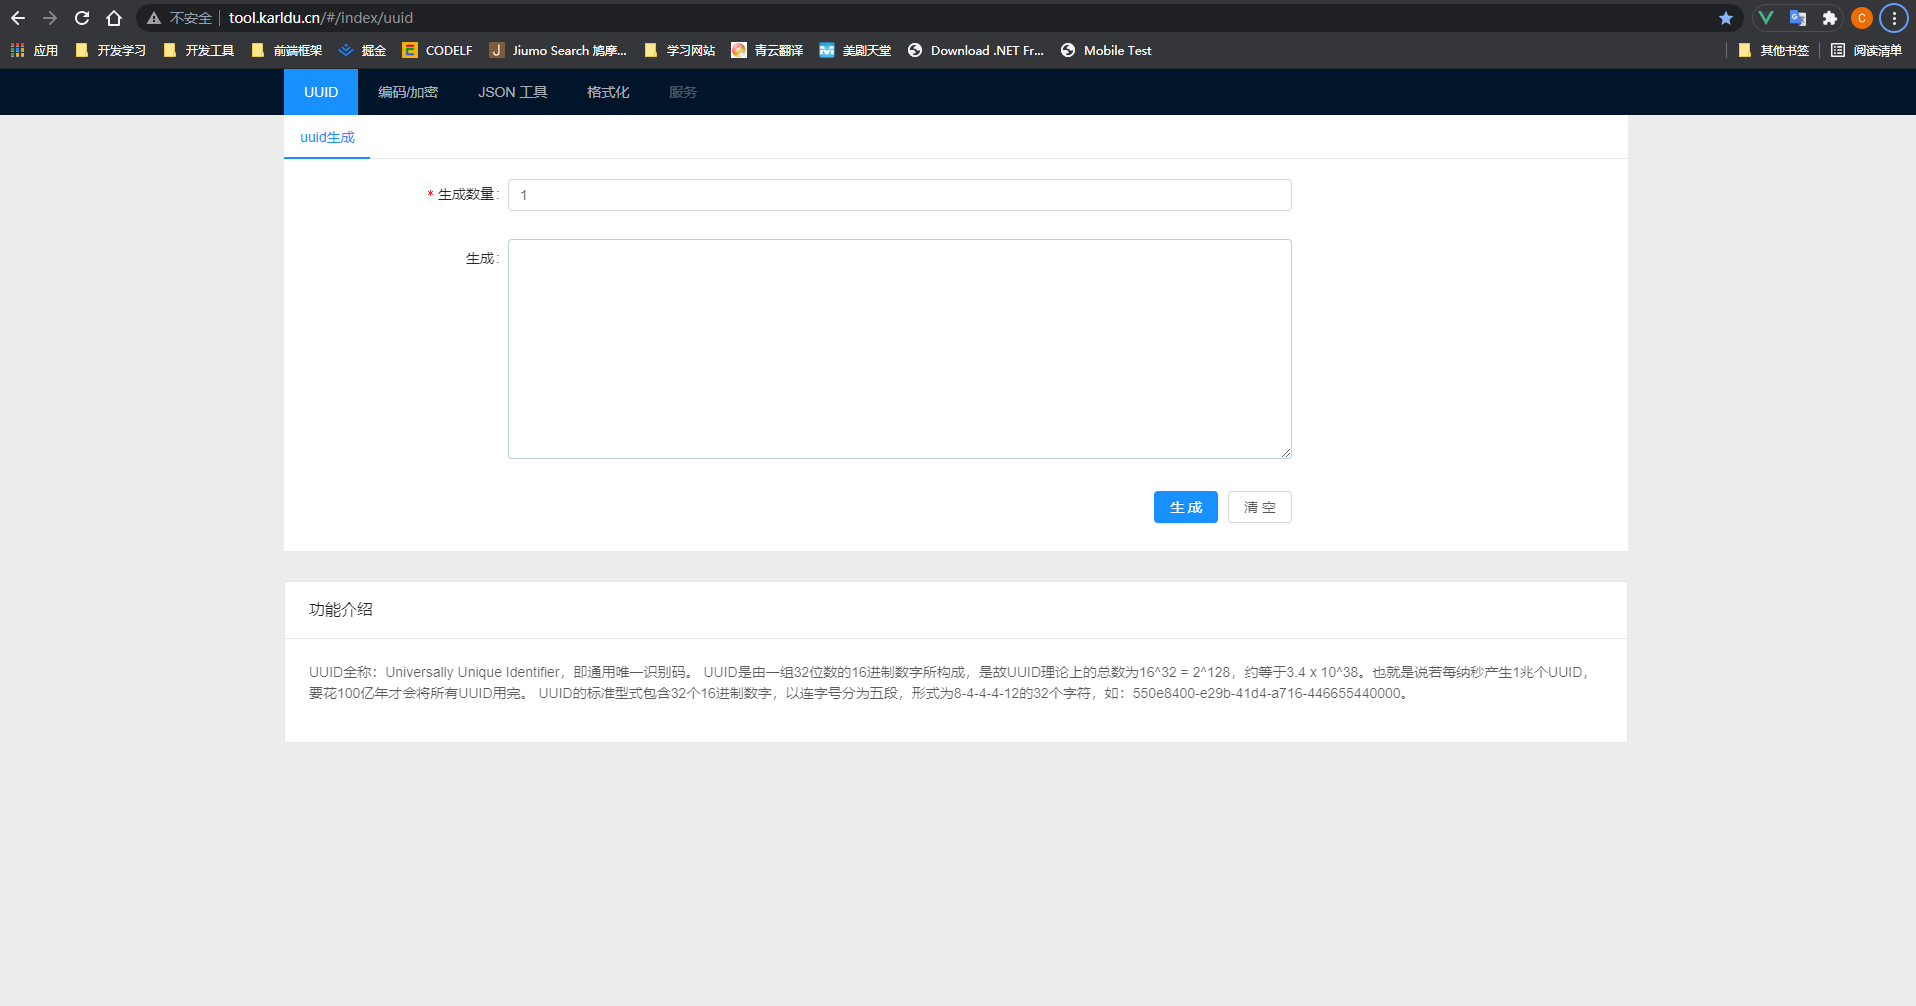 不安全 tool.karldu.cn/#/index/uuid
应用 开发学习 开发工具 前端框架 掘金 CODELF Jiumo Search 鸠摩... 学习网站 青云翻译 美剧天堂 Download .NET Fr... Mobile Test 其他书签 阅读清单
UUID 编码/加密 JSON 工具 格式化 服务
uuid生成
* 生成数量: 1
生成:
生 成 清 空
功能介绍
UUID全称：Universally Unique Identifier，即通用唯一识别码。 UUID是由一组32位数的16进制数字所构成，是故UUID理论上的总数为16^32 = 2^128，约等于3.4 x 10^38。也就是说若每纳秒产生1兆个UUID，
要花100亿年才会将所有UUID用完。 UUID的标准型式包含32个16进制数字，以连字号分为五段，形式为8-4-4-4-12的32个字符，如：550e8400-e29b-41d4-a716-446655440000。